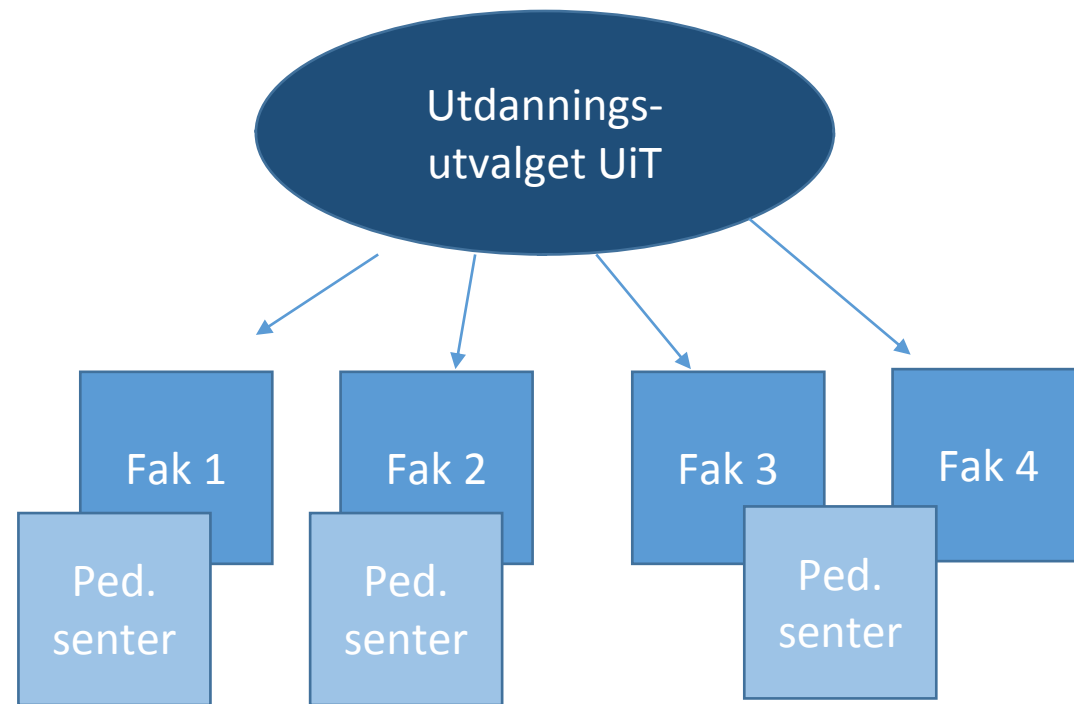 Utdannings-
utvalget UiT
Fak 1
Fak 2
Fak 3
Fak 4
Ped.
senter
Ped.
senter
Ped.
senter